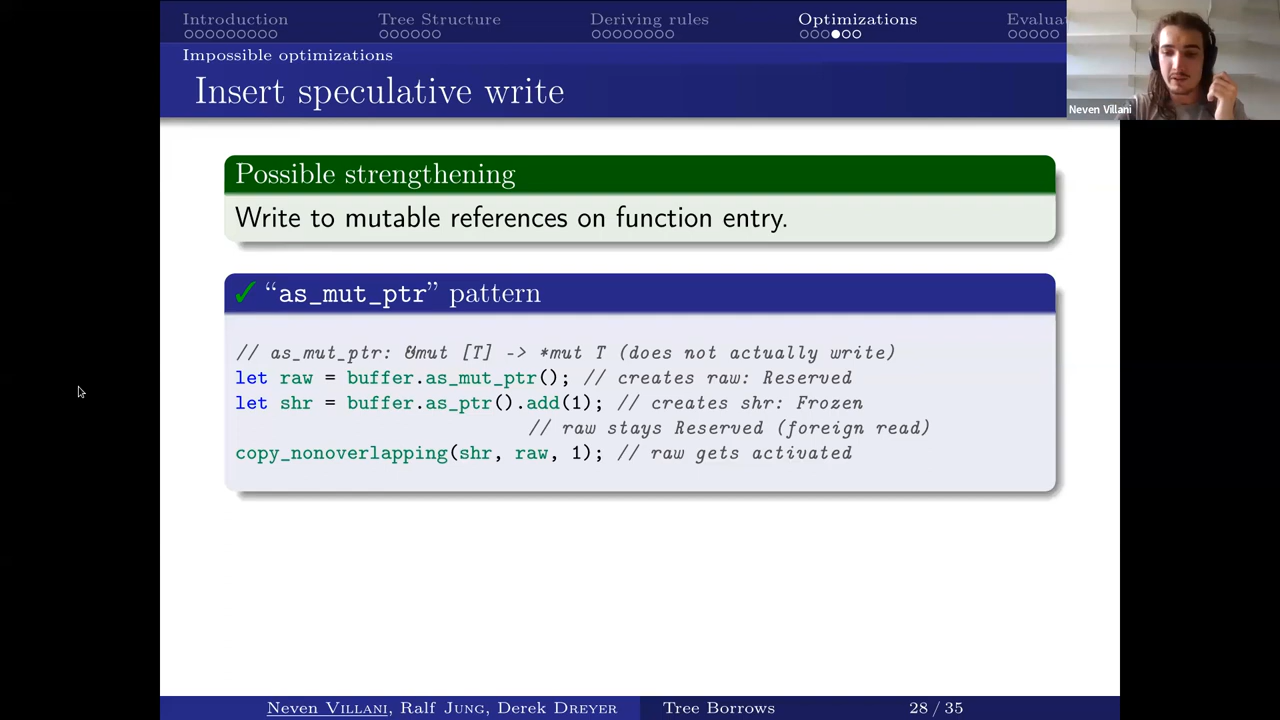 Introduction Tree Structure Deriving rules Optimizations Evalua
Impossible optimizations
Insert speculative write
Neven Villani
Possible strengthening
Write to mutable references on function entry.
✓ “as_mut_ptr” pattern
// as_mut_ptr: &mut [T] -> *mut T (does not actually write)
let raw = buffer.as_mut_ptr(); // creates raw: Reserved
let shr = buffer.as_ptr().add(1); // creates shr: Frozen
// raw stays Reserved (foreign read)
copy_nonoverlapping(shr, raw, 1); // raw gets activated
Neven Villani, Ralf Jung, Derek Dreyer Tree Borrows 28 / 35